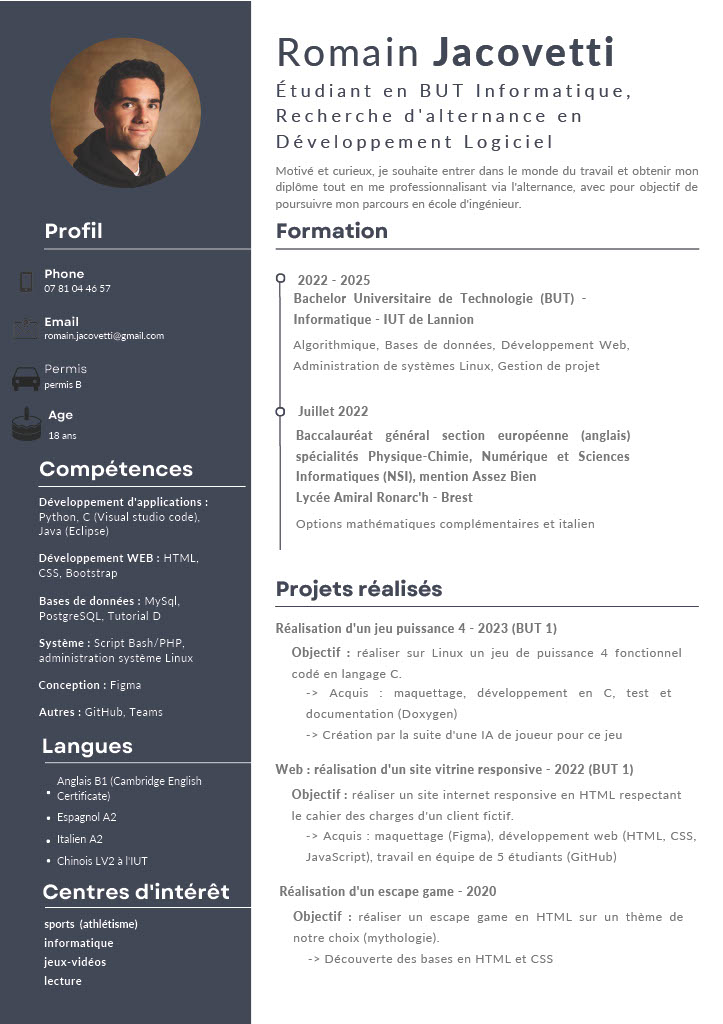 Romain Jacovetti
Étudiant en BUT Informatique,
Recherche d'alternance en
Développement Logiciel
Motivé et curieux, je souhaite entrer dans le monde du travail et obtenir mon
diplôme tout en me professionnalisant via l'alternance, avec pour objectif de
poursuivre mon parcours en école d'ingénieur.
Profil
Phone
07 81 04 46 57
Email
romain.jacovetti@gmail.com
Permis
permis B
Age
18 ans
Compétences
Développement d'applications :
Python, C (Visual studio code),
Java (Eclipse)
Développement WEB : HTML,
CSS, Bootstrap
Bases de données : MySql,
PostgreSQL, Tutorial D
Système : Script Bash/PHP,
administration système Linux
Conception : Figma
Autres : GitHub, Teams
Langues
Anglais B1 (Cambridge English
Certificate)
Espagnol A2
Italien A2
Chinois LV2 à l'IUT
Centres d'intérêt
sports (athlétisme)
informatique
jeux-vidéos
lecture
Formation
2022 - 2025
Bachelor Universitaire de Technologie (BUT) -
Informatique - IUT de Lannion
Algorithmique, Bases de données, Développement Web,
Administration de systèmes Linux, Gestion de projet
Juillet 2022
Baccalauréat général section européenne (anglais)
spécialités Physique-Chimie, Numérique et Sciences
Informatiques (NSI), mention Assez Bien
Lycée Amiral Ronarc'h - Brest
Options mathématiques complémentaires et italien
Projets réalisés
Réalisation d'un jeu puissance 4 - 2023 (BUT 1)
Objectif : réaliser sur Linux un jeu de puissance 4 fonctionnel
codé en langage C.
-> Acquis : maquettage, développement en C, test et
documentation (Doxygen)
-> Création par la suite d'une IA de joueur pour ce jeu
Web : réalisation d'un site vitrine responsive - 2022 (BUT 1)
Objectif : réaliser un site internet responsive en HTML respectant
le cahier des charges d'un client fictif.
-> Acquis : maquettage (Figma), développement web (HTML, CSS,
JavaScript), travail en équipe de 5 étudiants (GitHub)
Réalisation d'un escape game - 2020
Objectif : réaliser un escape game en HTML sur un thème de
notre choix (mythologie).
-> Découverte des bases en HTML et CSS